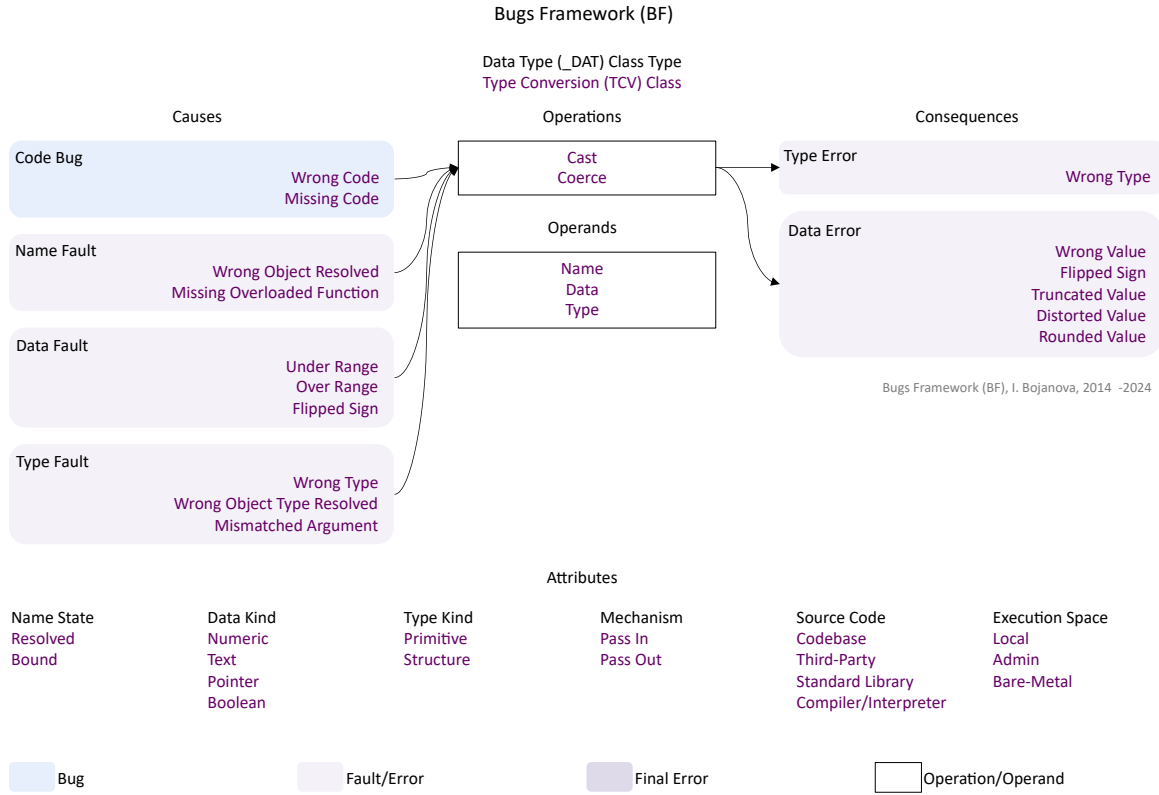 Bugs Framework (BF)
Data Type (_DAT) Class Type
Type Conversion (TCV) Class
Causes
Operations
Consequences
Code Bug
Wrong Code
Missing Code
Name Fault
Wrong Object Resolved
Missing Overloaded Function
Data Fault
Under Range
Over Range
Flipped Sign
Type Fault
Wrong Type
Wrong Object Type Resolved
Mismatched Argument
Cast
Coerce
Operands
Name
Data
Type
Type Error
Wrong Type
Data Error
Wrong Value
Flipped Sign
Truncated Value
Distorted Value
Rounded Value
Bugs Framework (BF), I. Bojanova, 2014 -2024
Attributes
Name State
Resolved
Bound
Data Kind
Numeric
Text
Pointer
Boolean
Type Kind
Primitive
Structure
Mechanism
Pass In
Pass Out
Source Code
Codebase
Third-Party
Standard Library
Compiler/Interpreter
Execution Space
Local
Admin
Bare-Metal
Bug
Fault/Error
Final Error
Operation/Operand